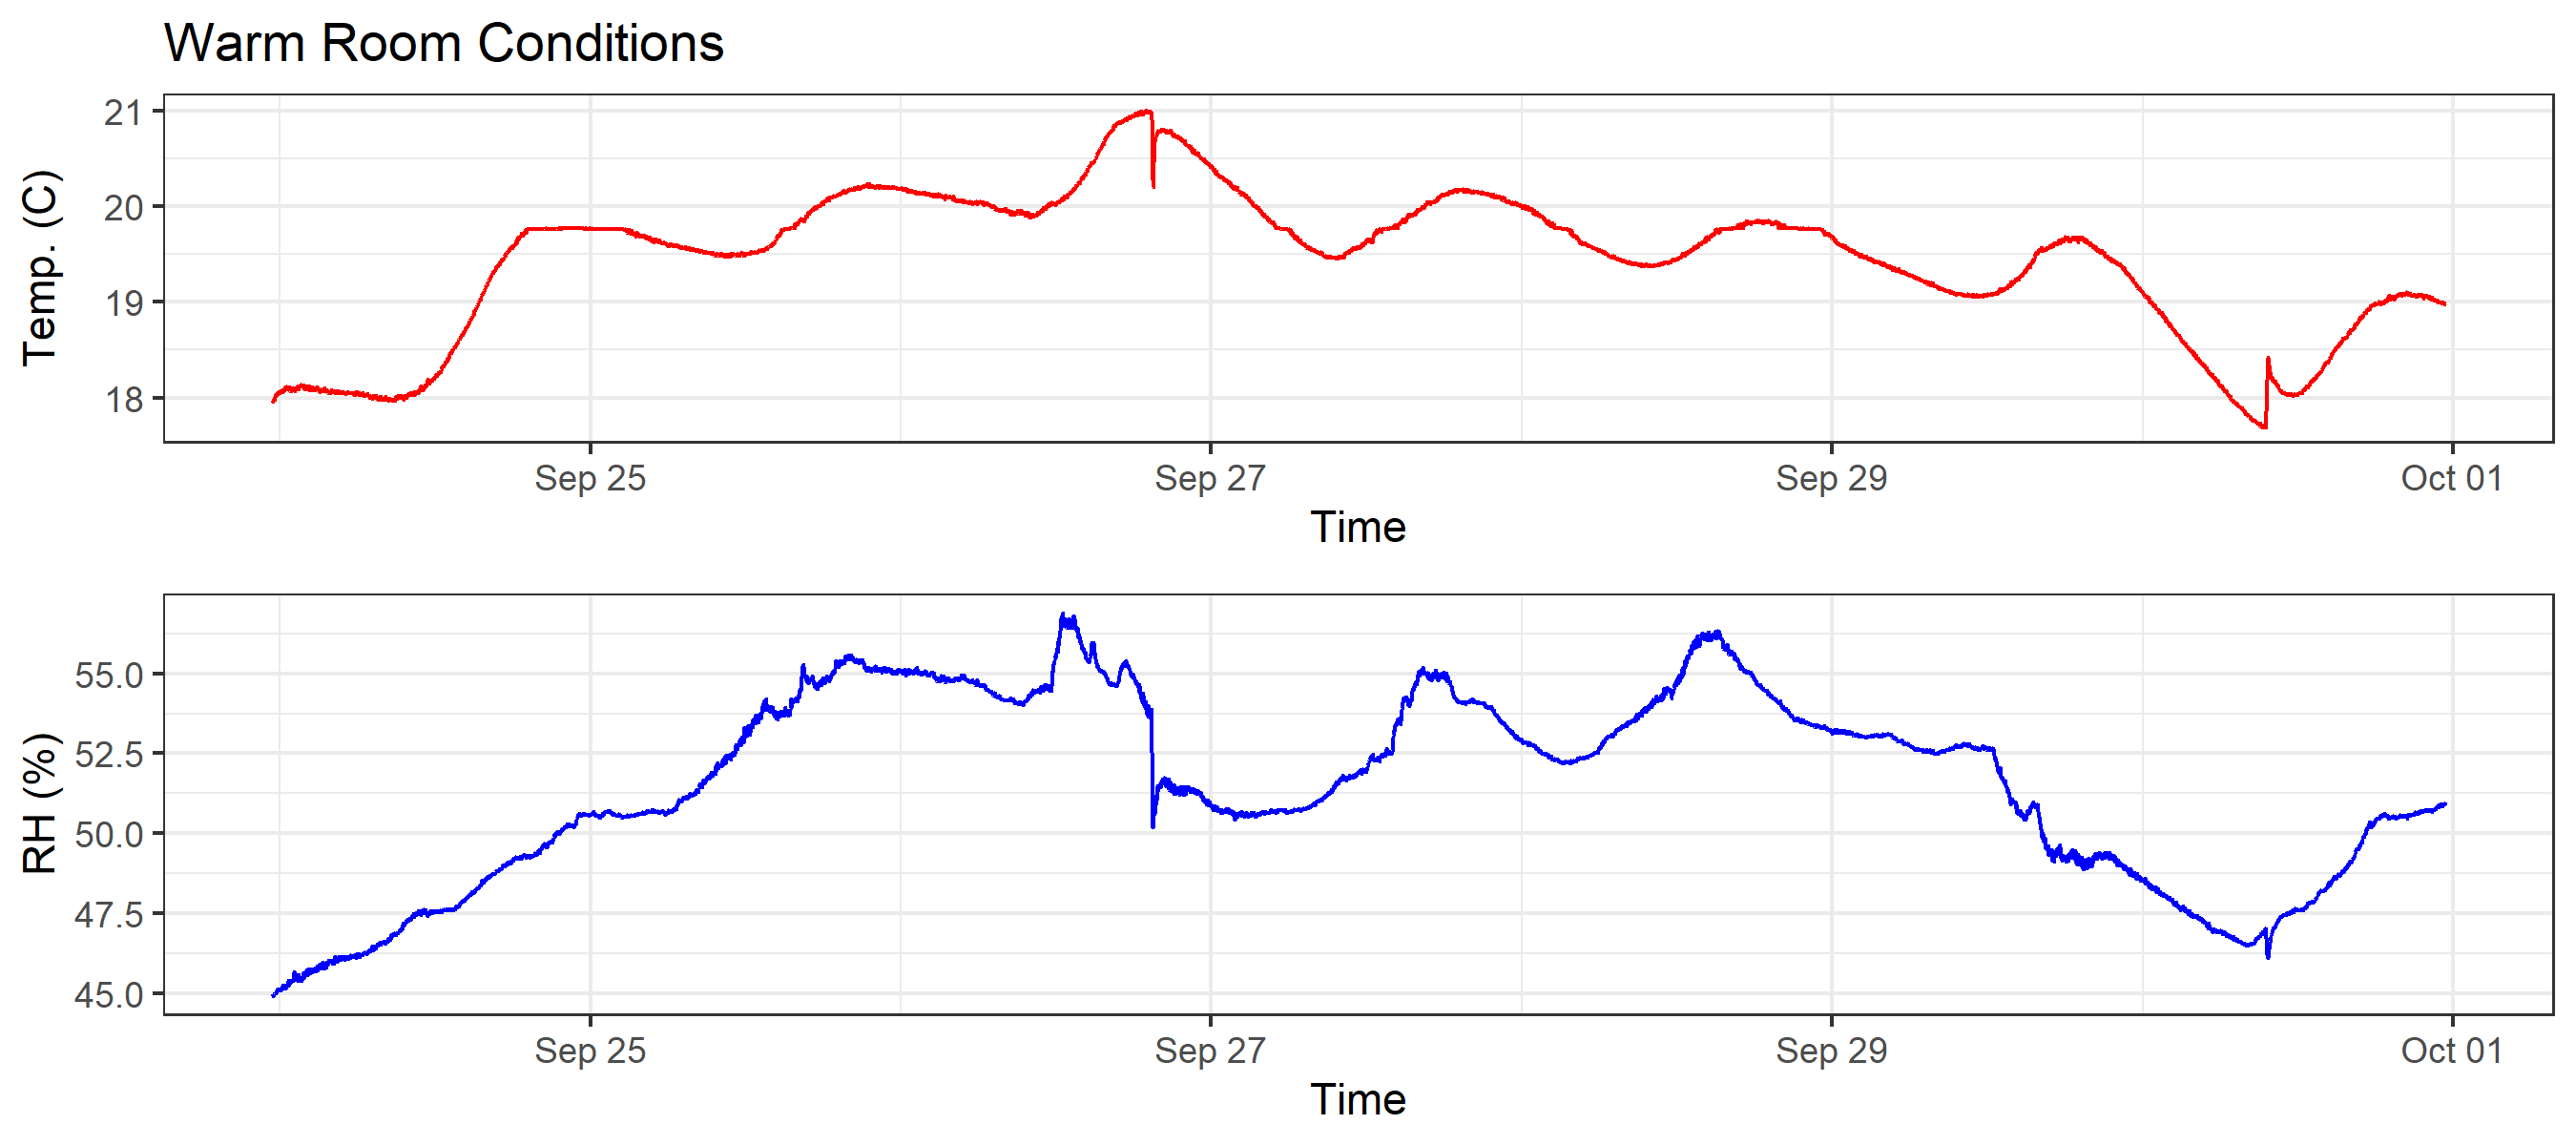 Warm Room Conditions
21
20
19
18
Temp. (C)
Sep 25 Sep 27 Sep 29 Oct 01
Time
55.0
52.5
50.0
47.5
45.0
RH (%)
Sep 25 Sep 27 Sep 29 Oct 01
Time